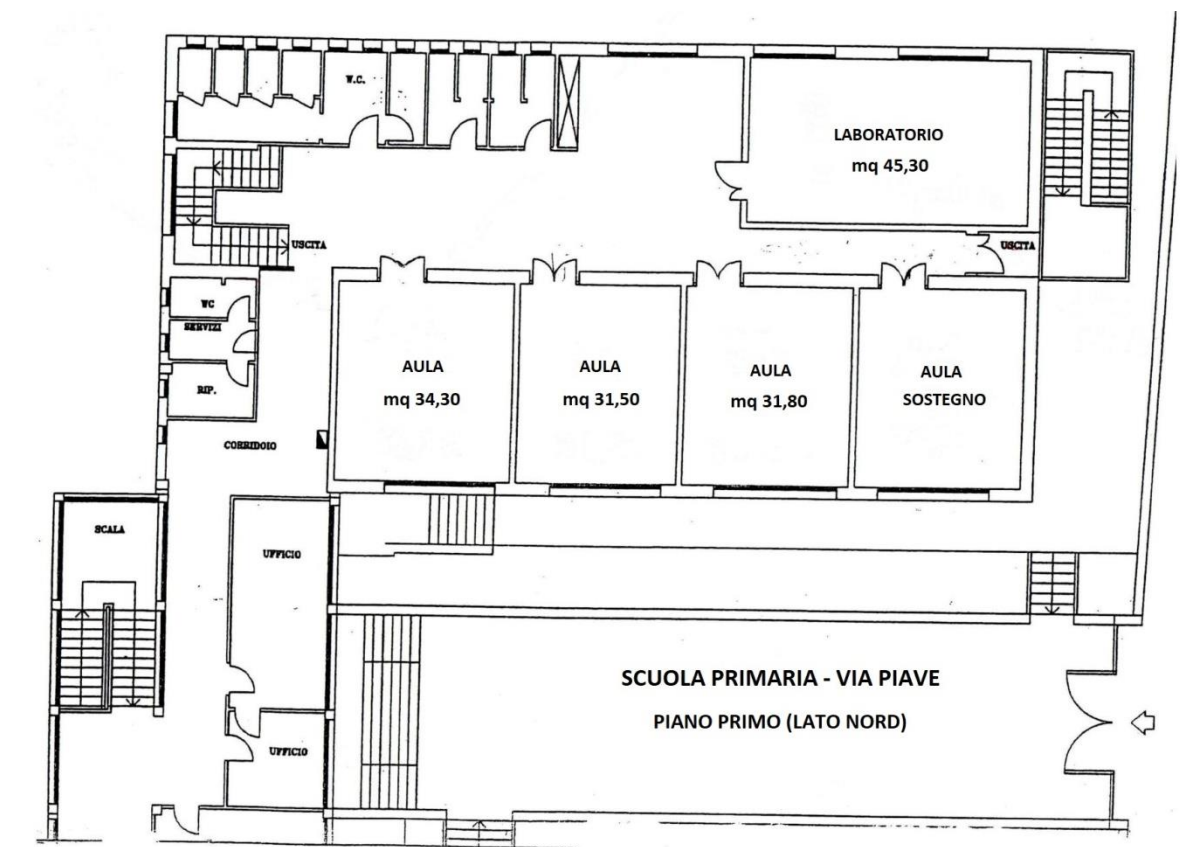 W.C.
LABORATORIO
mq 45,30
USCITA
USCITA
WC
SERVIZI
RIP.
AULA
mq 34,30
AULA
mq 31,50
AULA
mq 31,80
AULA
SOSTEGNO
CORRIDOIO
SCALA
UFFICIO
SCUOLA PRIMARIA - VIA PIAVE
PIANO PRIMO (LATO NORD)
UFFICIO